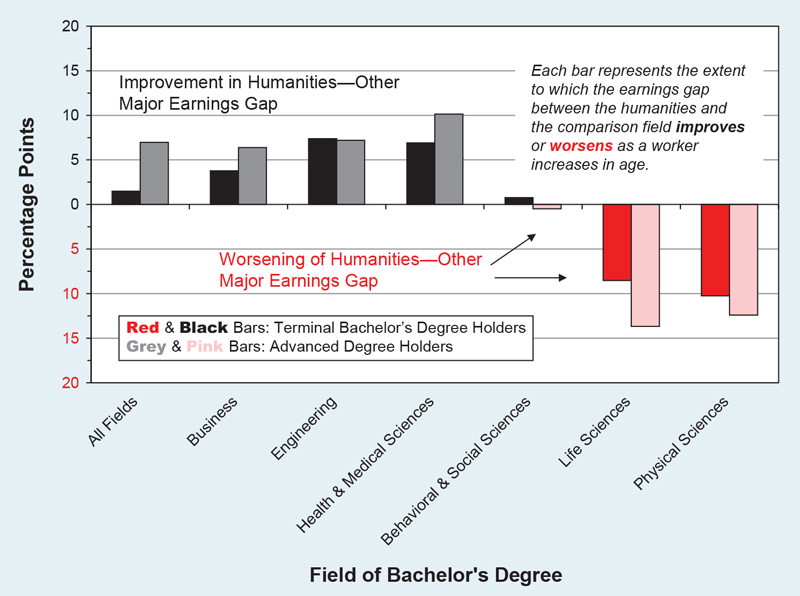 20
15
10
5
0
5
10
15
20
Percentage Points
Improvement in Humanities—Other
Major Earnings Gap
Each bar represents the extent
to which the earnings gap
between the humanities and
the comparison field improves
or worsens as a worker
increases in age.
Worsening of Humanities—Other
Major Earnings Gap
Red & Black Bars: Terminal Bachelor's Degree Holders
Grey & Pink Bars: Advanced Degree Holders
All Fields
Business
Engineering
Health & Medical Sciences
Behavioral & Social Sciences
Life Sciences
Physical Sciences
Field of Bachelor's Degree